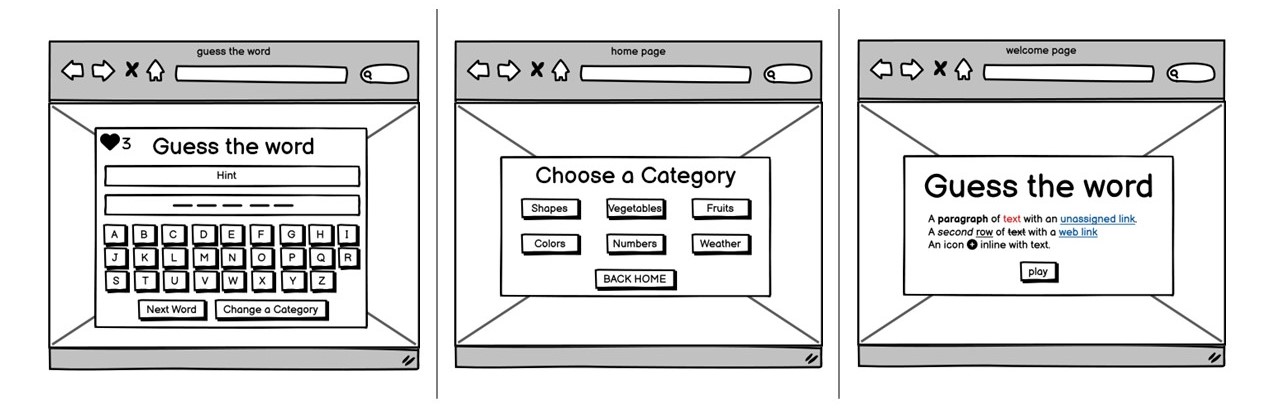 guess the word
3 Guess the word
Hint
A B C D E F G H I
J K L M N O P Q R
S T U V W X Y Z
Next Word Change a Category
home page
Choose a Category
Shapes Vegetables Fruits
Colors Numbers Weather
BACK HOME
welcome page
Guess the word
A paragraph of text with an unassigned link.
A second row of text with a web link
An icon inline with text.
play